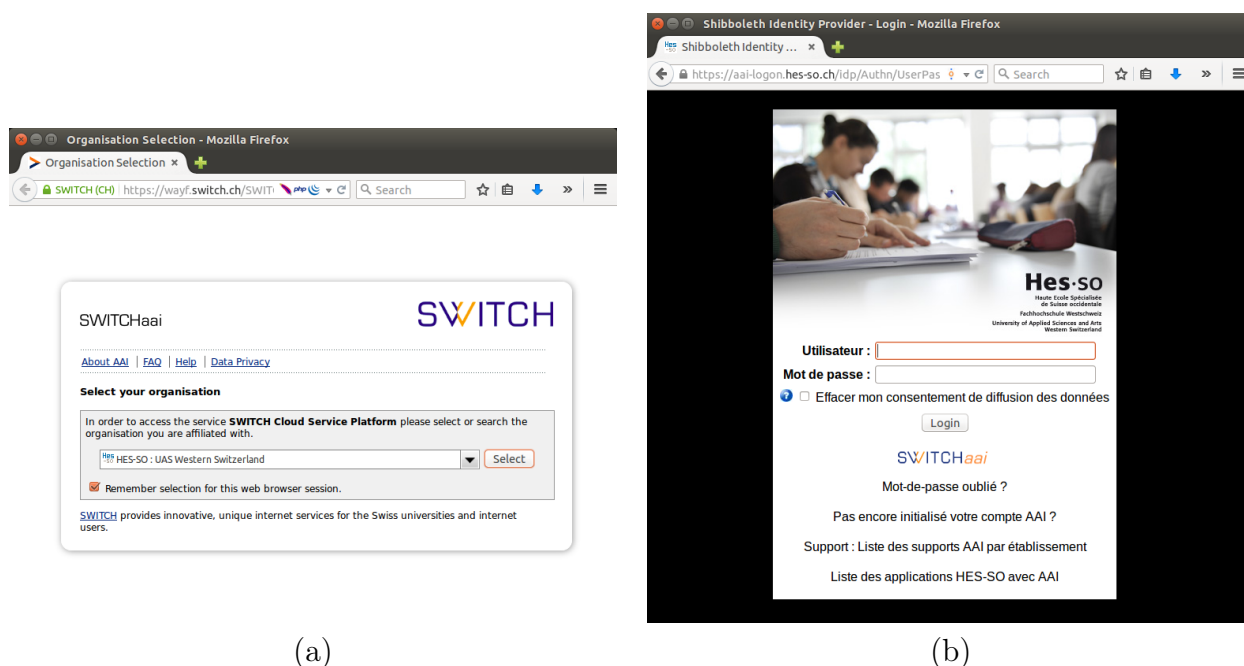 Organisation Selection - Mozilla Firefox
Organisation Selection
SWITCH (CH) https://wayf.switch.ch/SWIT php Search
SWITCHaai
SWITCH
About AAI | FAQ | Help | Data Privacy
Select your organisation
In order to access the service SWITCH Cloud Service Platform please select or search the
organisation you are affiliated with.
Hes·so HES-SO : UAS Western Switzerland Select
Remember selection for this web browser session.
SWITCH provides innovative, unique internet services for the Swiss universities and internet
users.
(a)
Shibboleth Identity Provider - Login - Mozilla Firefox
Hes·so Shibboleth Identity ...
https://aai-logon.hes-so.ch/idp/Authn/UserPas Search
Hes·so
Haute Ecole Spécialisée
de Suisse occidentale
Fachhochschule Westschweiz
University of Applied Sciences and Arts
Western Switzerland
Utilisateur :
Mot de passe :
? Effacer mon consentement de diffusion des données
Login
SWITCHaai
Mot-de-passe oublié ?
Pas encore initialisé votre compte AAI ?
Support : Liste des supports AAI par établissement
Liste des applications HES-SO avec AAI
(b)